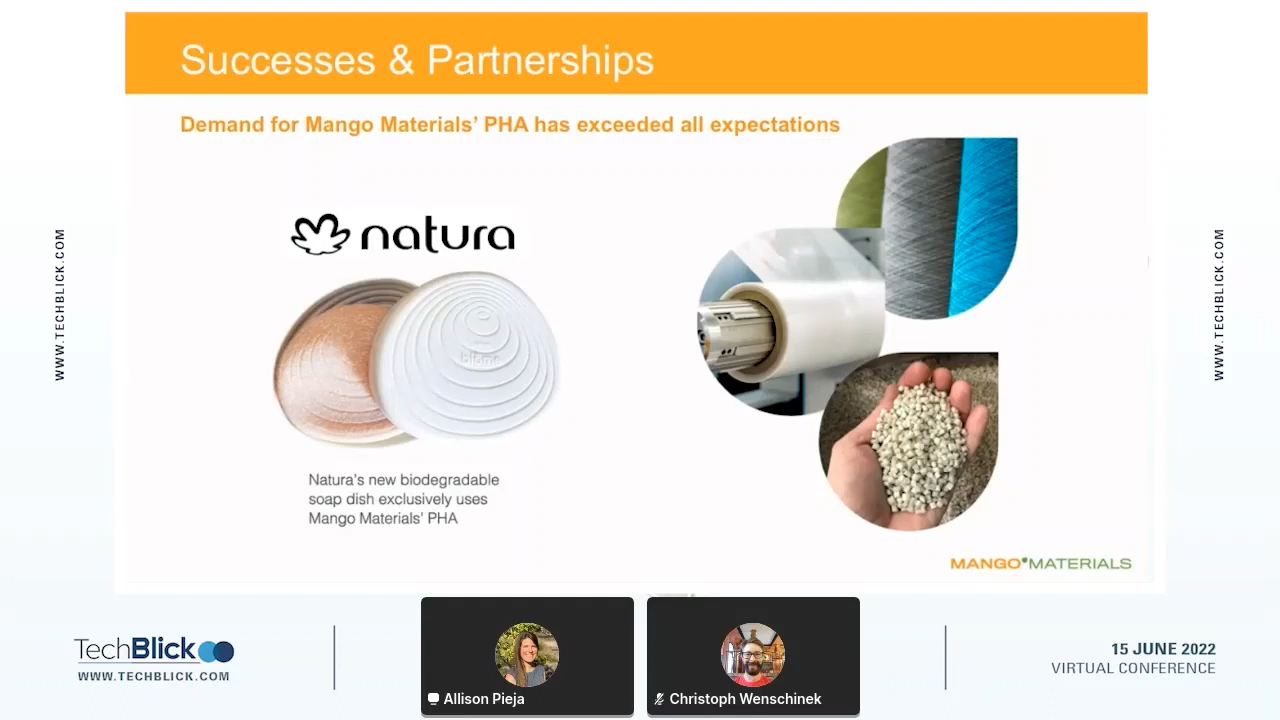 Successes & Partnerships
Demand for Mango Materials' PHA has exceeded all expectations
natura
biōme
Natura's new biodegradable
soap dish exclusively uses
Mango Materials' PHA
MANGO MATERIALS
WWW.TECHBLICK.COM
WWW.TECHBLICK.COM
TechBlick
WWW.TECHBLICK.COM
Allison Pieja
Christoph Wenschinek
15 JUNE 2022
VIRTUAL CONFERENCE